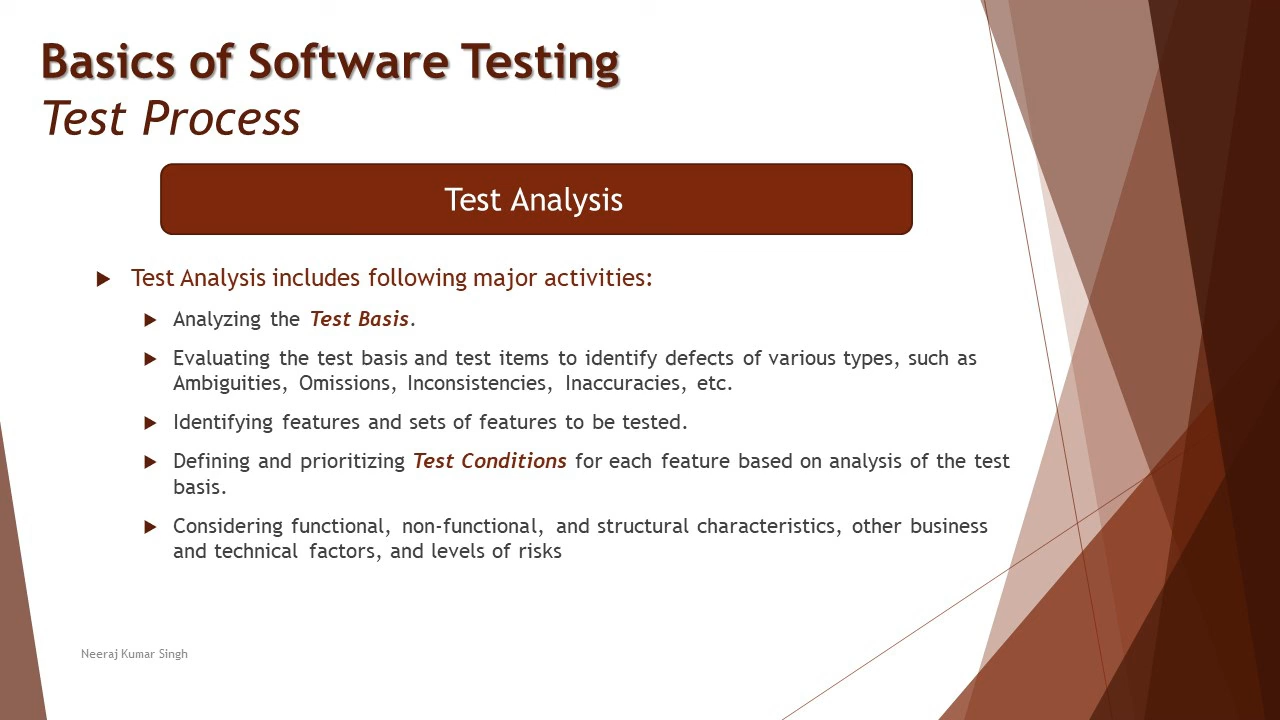 Basics of Software Testing
Test Process
Test Analysis
Test Analysis includes following major activities:
Analyzing the Test Basis.
Evaluating the test basis and test items to identify defects of various types, such as
Ambiguities, Omissions, Inconsistencies, Inaccuracies, etc.
Identifying features and sets of features to be tested.
Defining and prioritizing Test Conditions for each feature based on analysis of the test
basis.
Considering functional, non-functional, and structural characteristics, other business
and technical factors, and levels of risks
Neeraj Kumar Singh